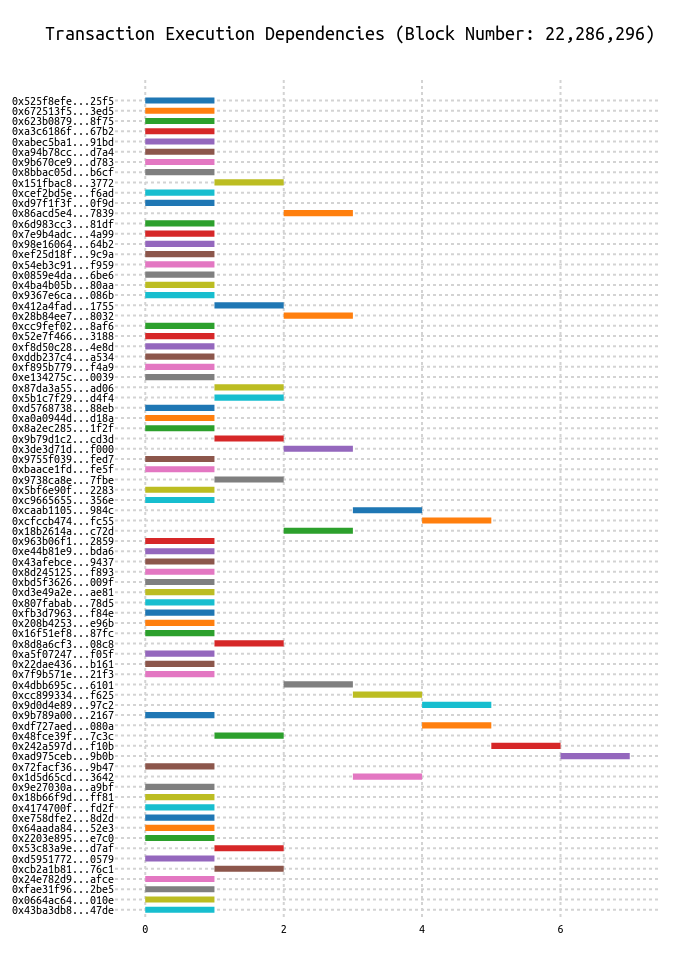 Transaction Execution Dependencies (Block Number: 22,286,296)
0x525f8efe...25f5
0x672513f5...3ed5
0x623b0879...8f75
0xa3c6186f...67b2
0xabec5ba1...91bd
0xa94b78cc...d7a4
0x9b670ce9...d783
0x8bbac05d...b6cf
0x151fbac8...3772
0xcef2bd5e...f6ad
0xd97f1f3f...0f9d
0x86acd5e4...7839
0x6d983cc3...81df
0x7e9b4adc...4a99
0x98e16064...64b2
0xef25d18f...9c9a
0x54eb3c91...f959
0x0859e4da...6be6
0x4ba4b05b...80aa
0x9367e6ca...086b
0x412a4fad...1755
0x28b84ee7...8032
0xcc9fef02...8af6
0x52e7f466...3188
0xf8d50c28...4e8d
0xddb237c4...a534
0xf895b779...f4a9
0xe134275c...0039
0x87da3a55...ad06
0x5b1c7f29...d4f4
0xd5768738...88eb
0xa0a0944d...d18a
0x8a2ec285...1f2f
0x9b79d1c2...cd3d
0x3de3d71d...f000
0x9755f039...fed7
0xbaace1fd...fe5f
0x9738ca8e...7fbe
0x5bf6e90f...2283
0xc9665655...356e
0xcaab1105...984c
0xcfccb474...fc55
0x18b2614a...c72d
0x963b06f1...2859
0xe44b81e9...bda6
0x43afebce...9437
0x8d245125...f893
0xbd5f3626...009f
0xd3e49a2e...ae81
0x807fabab...78d5
0xfb3d7963...f84e
0x208b4253...e96b
0x16f51ef8...87fc
0x8d8a6cf3...08c8
0xa5f07247...f05f
0x22dae436...b161
0x7f9b571e...21f3
0x4dbb695c...6101
0xcc899334...f625
0x9d0d4e89...97c2
0x9b789a00...2167
0xdf727aed...080a
0x48fce39f...7c3c
0x242a597d...f10b
0xad975ceb...9b0b
0x72facf36...9b47
0x1d5d65cd...3642
0x9e27030a...a9bf
0x18b66f9d...ff81
0x4174700f...fd2f
0xe758dfe2...8d2d
0x64aada84...52e3
0x2203e895...e7c0
0x53c83a9e...d7af
0xd5951772...0579
0xcb2a1b81...76c1
0x24e782d9...afce
0xfae31f96...2be5
0x0664ac64...010e
0x43ba3db8...47de
0 2 4 6